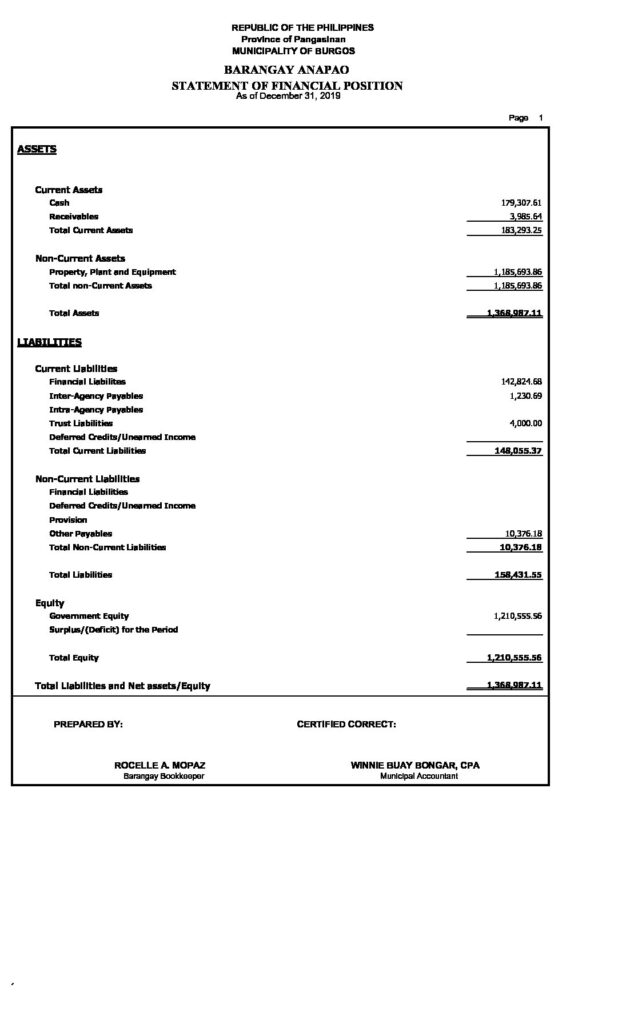 REPUBLIC OF THE PHILIPPINES
Province of Pangasinan
MUNICIPALITY OF BURGOS
BARANGAY ANAPAO
STATEMENT OF FINANCIAL POSITION
As of December 31, 2019
Page 1
ASSETS
Current Assets
Cash 179,307.61
Receivables 3,985.64
Total Current Assets 183,293.25
Non-Current Assets
Property, Plant and Equipment 1,185,693.86
Total non-Current Assets 1,185,693.86
Total Assets 1,368,987.11
LIABILITIES
Current Liabilities
Financial Liabilites 142,824.68
Inter-Agency Payables 1,230.69
Intra-Agency Payables
Trust Liabilities 4,000.00
Deferred Credits/Unearned Income
Total Current Liabilities 148,055.37
Non-Current Liabilities
Financial Liabilities
Deferred Credits/Unearned Income
Provision
Other Payables 10,376.18
Total Non-Current Liabilities 10,376.18
Total Liabilities 158,431.55
Equity
Government Equity 1,210,555.56
Surplus/(Deficit) for the Period
Total Equity 1,210,555.56
Total Liabilities and Net assets/Equity 1,368,987.11
PREPARED BY: CERTIFIED CORRECT:
ROCELLE A. MOPAZ WINNIE BUAY BONGAR, CPA
Barangay Bookkeeper Municipal Accountant